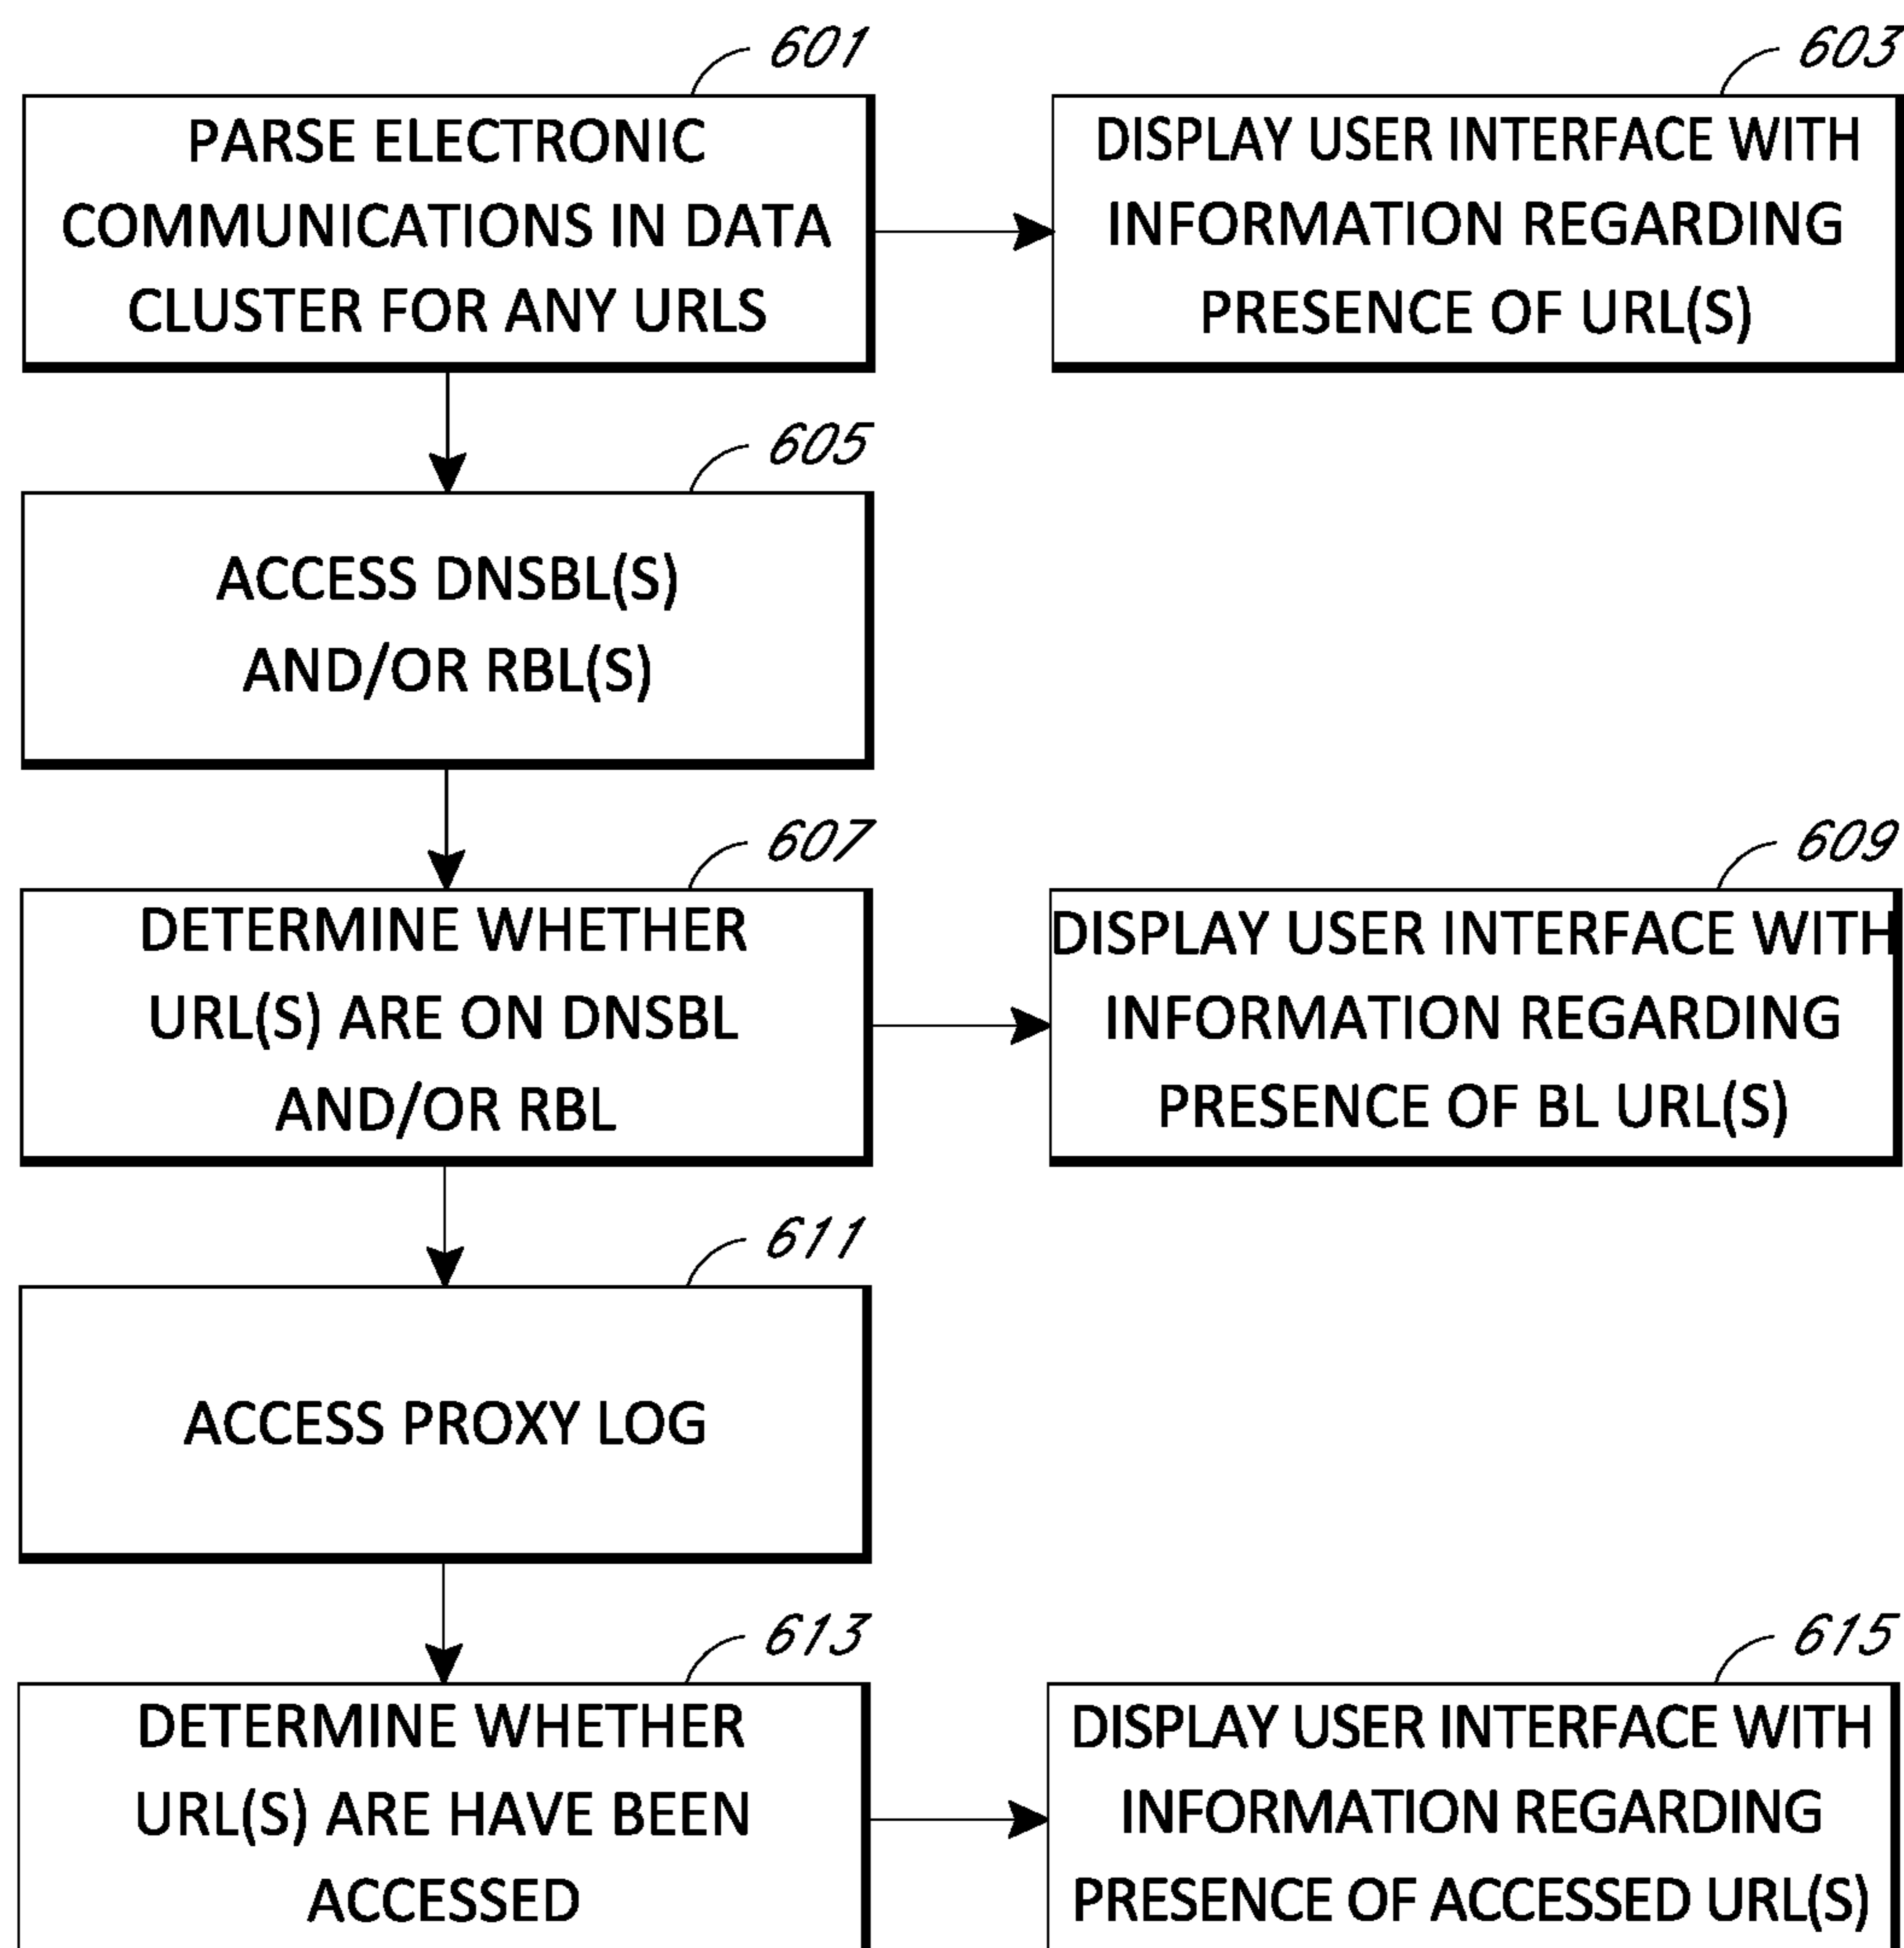 601
PARSE ELECTRONIC
COMMUNICATIONS IN DATA
CLUSTER FOR ANY URLS
603
DISPLAY USER INTERFACE WITH
INFORMATION REGARDING
PRESENCE OF URL(S)
605
ACCESS DNSBL(S)
AND/OR RBL(S)
607
DETERMINE WHETHER
URL(S) ARE ON DNSBL
AND/OR RBL
609
DISPLAY USER INTERFACE WITH
INFORMATION REGARDING
PRESENCE OF BL URL(S)
611
ACCESS PROXY LOG
613
DETERMINE WHETHER
URL(S) ARE HAVE BEEN
ACCESSED
615
DISPLAY USER INTERFACE WITH
INFORMATION REGARDING
PRESENCE OF ACCESSED URL(S)